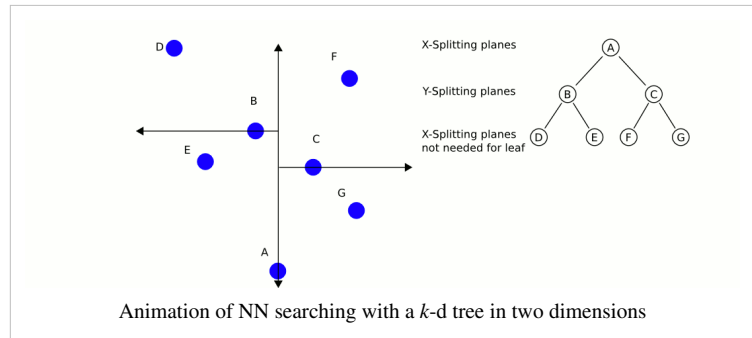 D
F
B
C
E
G
A
X-Splitting planes
Y-Splitting planes
X-Splitting planes
not needed for leaf
A
B
C
D
E
F
G
Animation of NN searching with a k-d tree in two dimensions